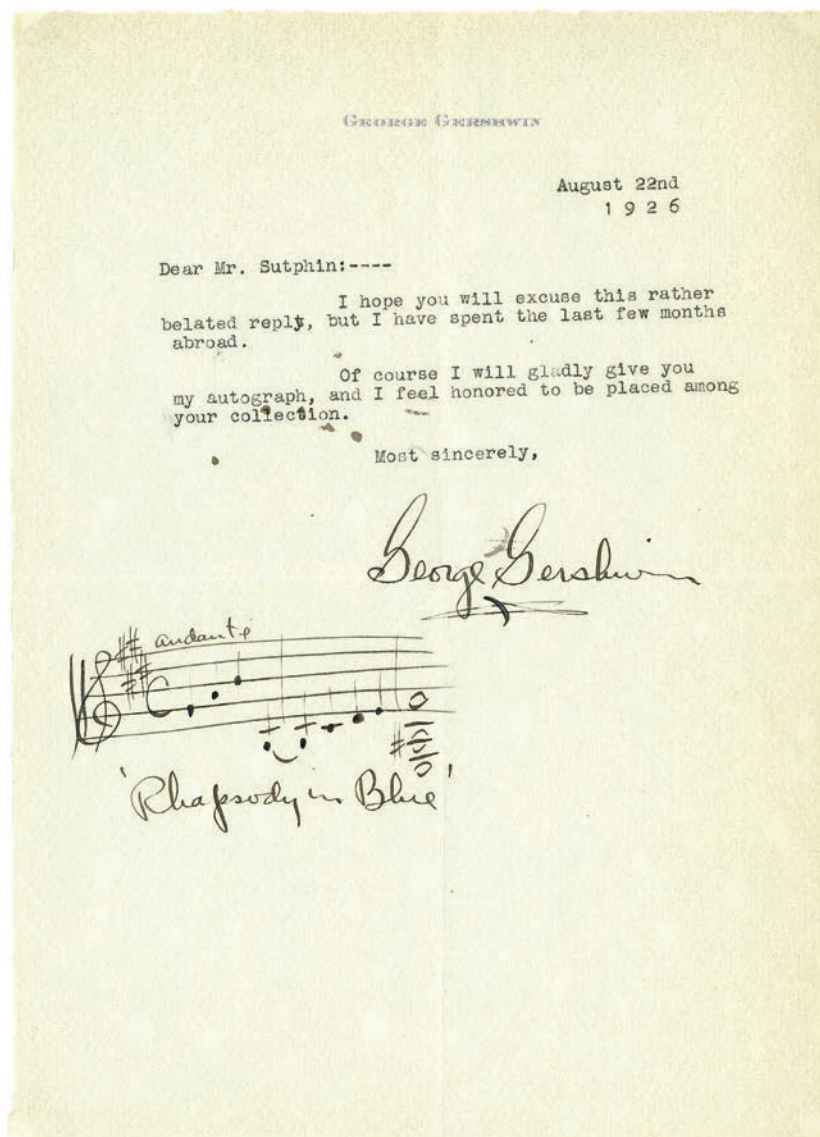 GEORGE GERSHWIN
August 22nd
1 9 2 6
Dear Mr. Sutphin:----
I hope you will excuse this rather
belated reply, but I have spent the last few months
abroad.
Of course I will gladly give you
my autograph, and I feel honored to be placed among
your collection.
Most sincerely,
George Gershwin
andante
'Rhapsody in Blue'